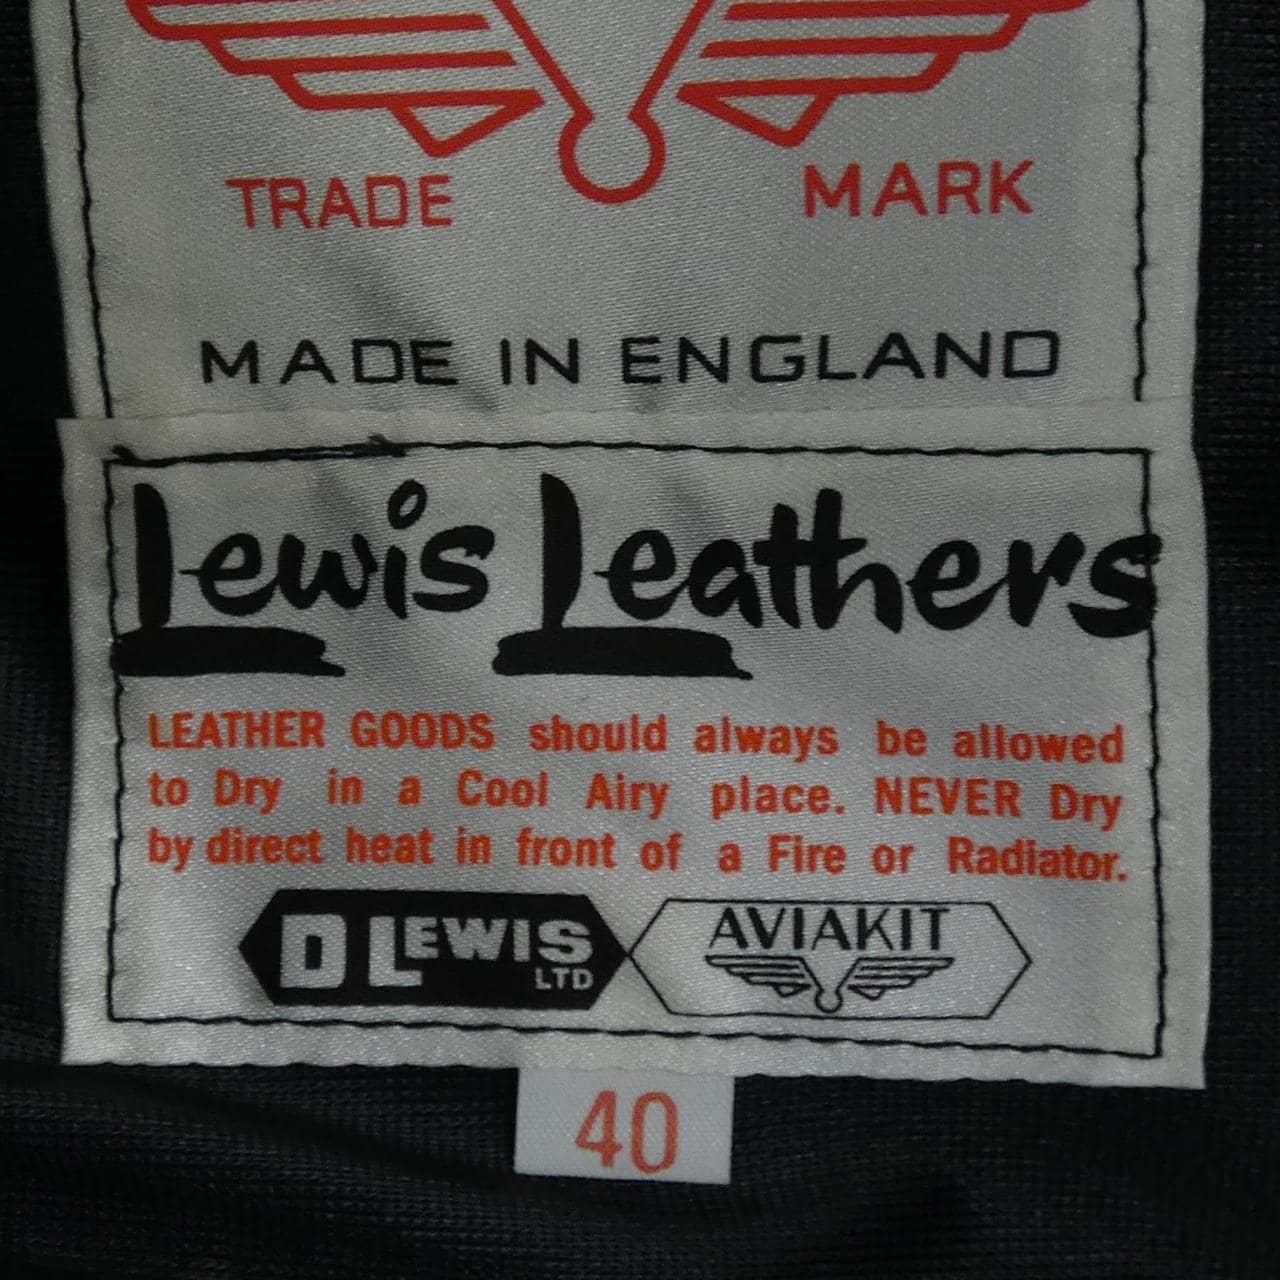 TRADE MARK
MADE IN ENGLAND
Lewis Leathers
LEATHER GOODS should always be allowed
to Dry in a Cool Airy place. NEVER Dry
by direct heat in front of a Fire or Radiator.
D LEWIS LTD AVIAKIT
40